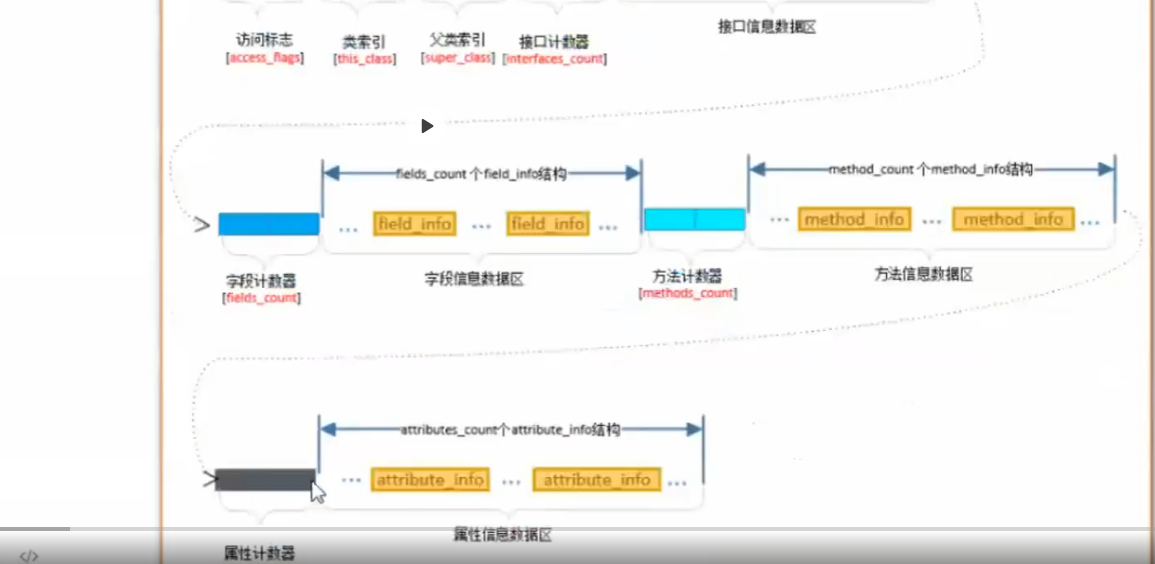 访问标志 类索引 父类索引 接口计数器 接口信息数据区
[access_flags] [this_class] [super_class] [interfaces_count]
fields_count 个field_info结构 method_count 个method_info结构
... field_info ... field_info ... ... method_info ... method_info ...
字段计数器 字段信息数据区 方法计数器 方法信息数据区
[fields_count] [methods_count]
attributes_count个attribute_info结构
... attribute_info ... attribute_info ...
属性信息数据区
</> 属性计数器